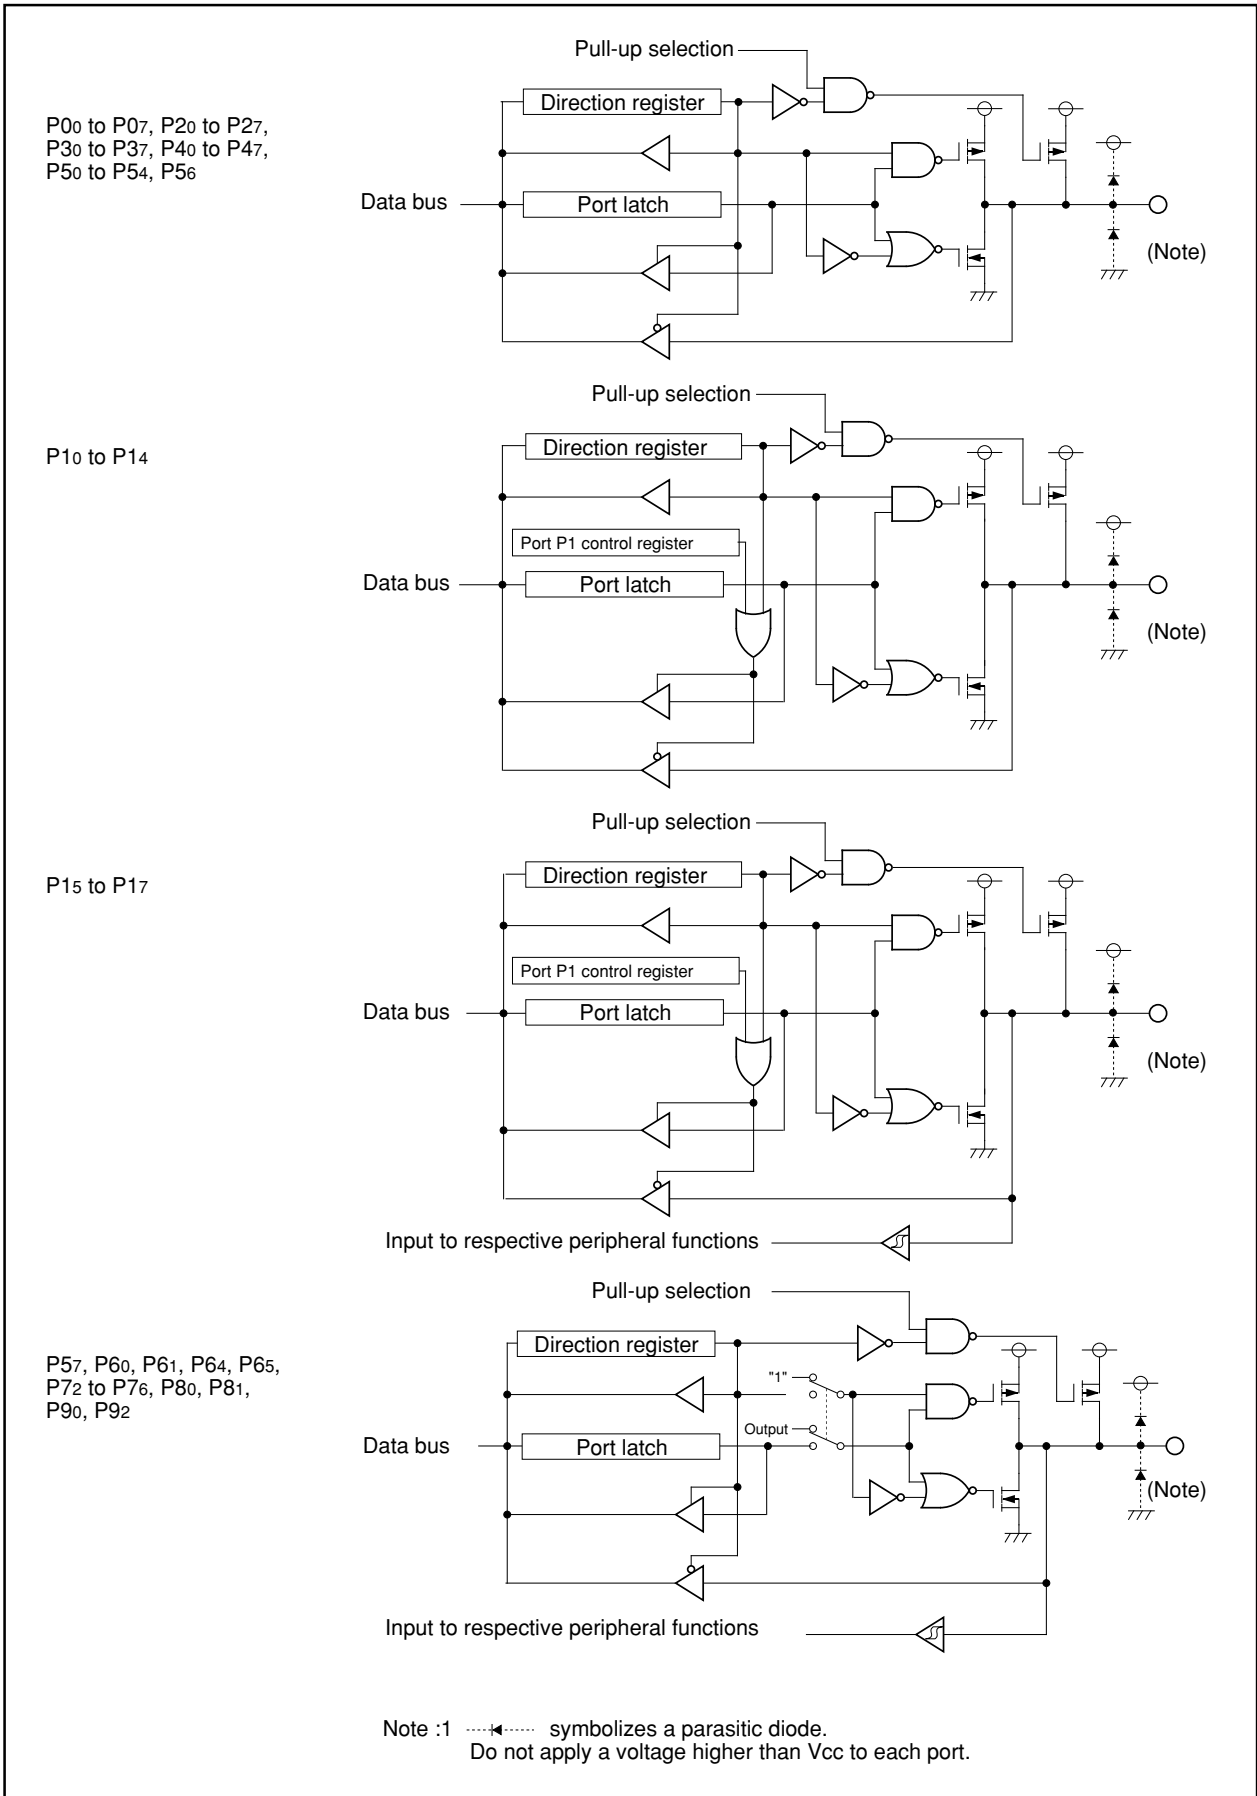 Pull-up selection
Direction register
P00 to P07, P20 to P27,
P30 to P37, P40 to P47,
P50 to P54, P56
Data bus
Port latch
(Note)
Pull-up selection
Direction register
P10 to P14
Port P1 control register
Data bus
Port latch
(Note)
Pull-up selection
Direction register
P15 to P17
Port P1 control register
Data bus
Port latch
(Note)
Input to respective peripheral functions
Pull-up selection
Direction register
P57, P60, P61, P64, P65,
P72 to P76, P80, P81,
P90, P92
"1"
Output
Data bus
Port latch
(Note)
Input to respective peripheral functions
Note :1 symbolizes a parasitic diode.
Do not apply a voltage higher than Vcc to each port.